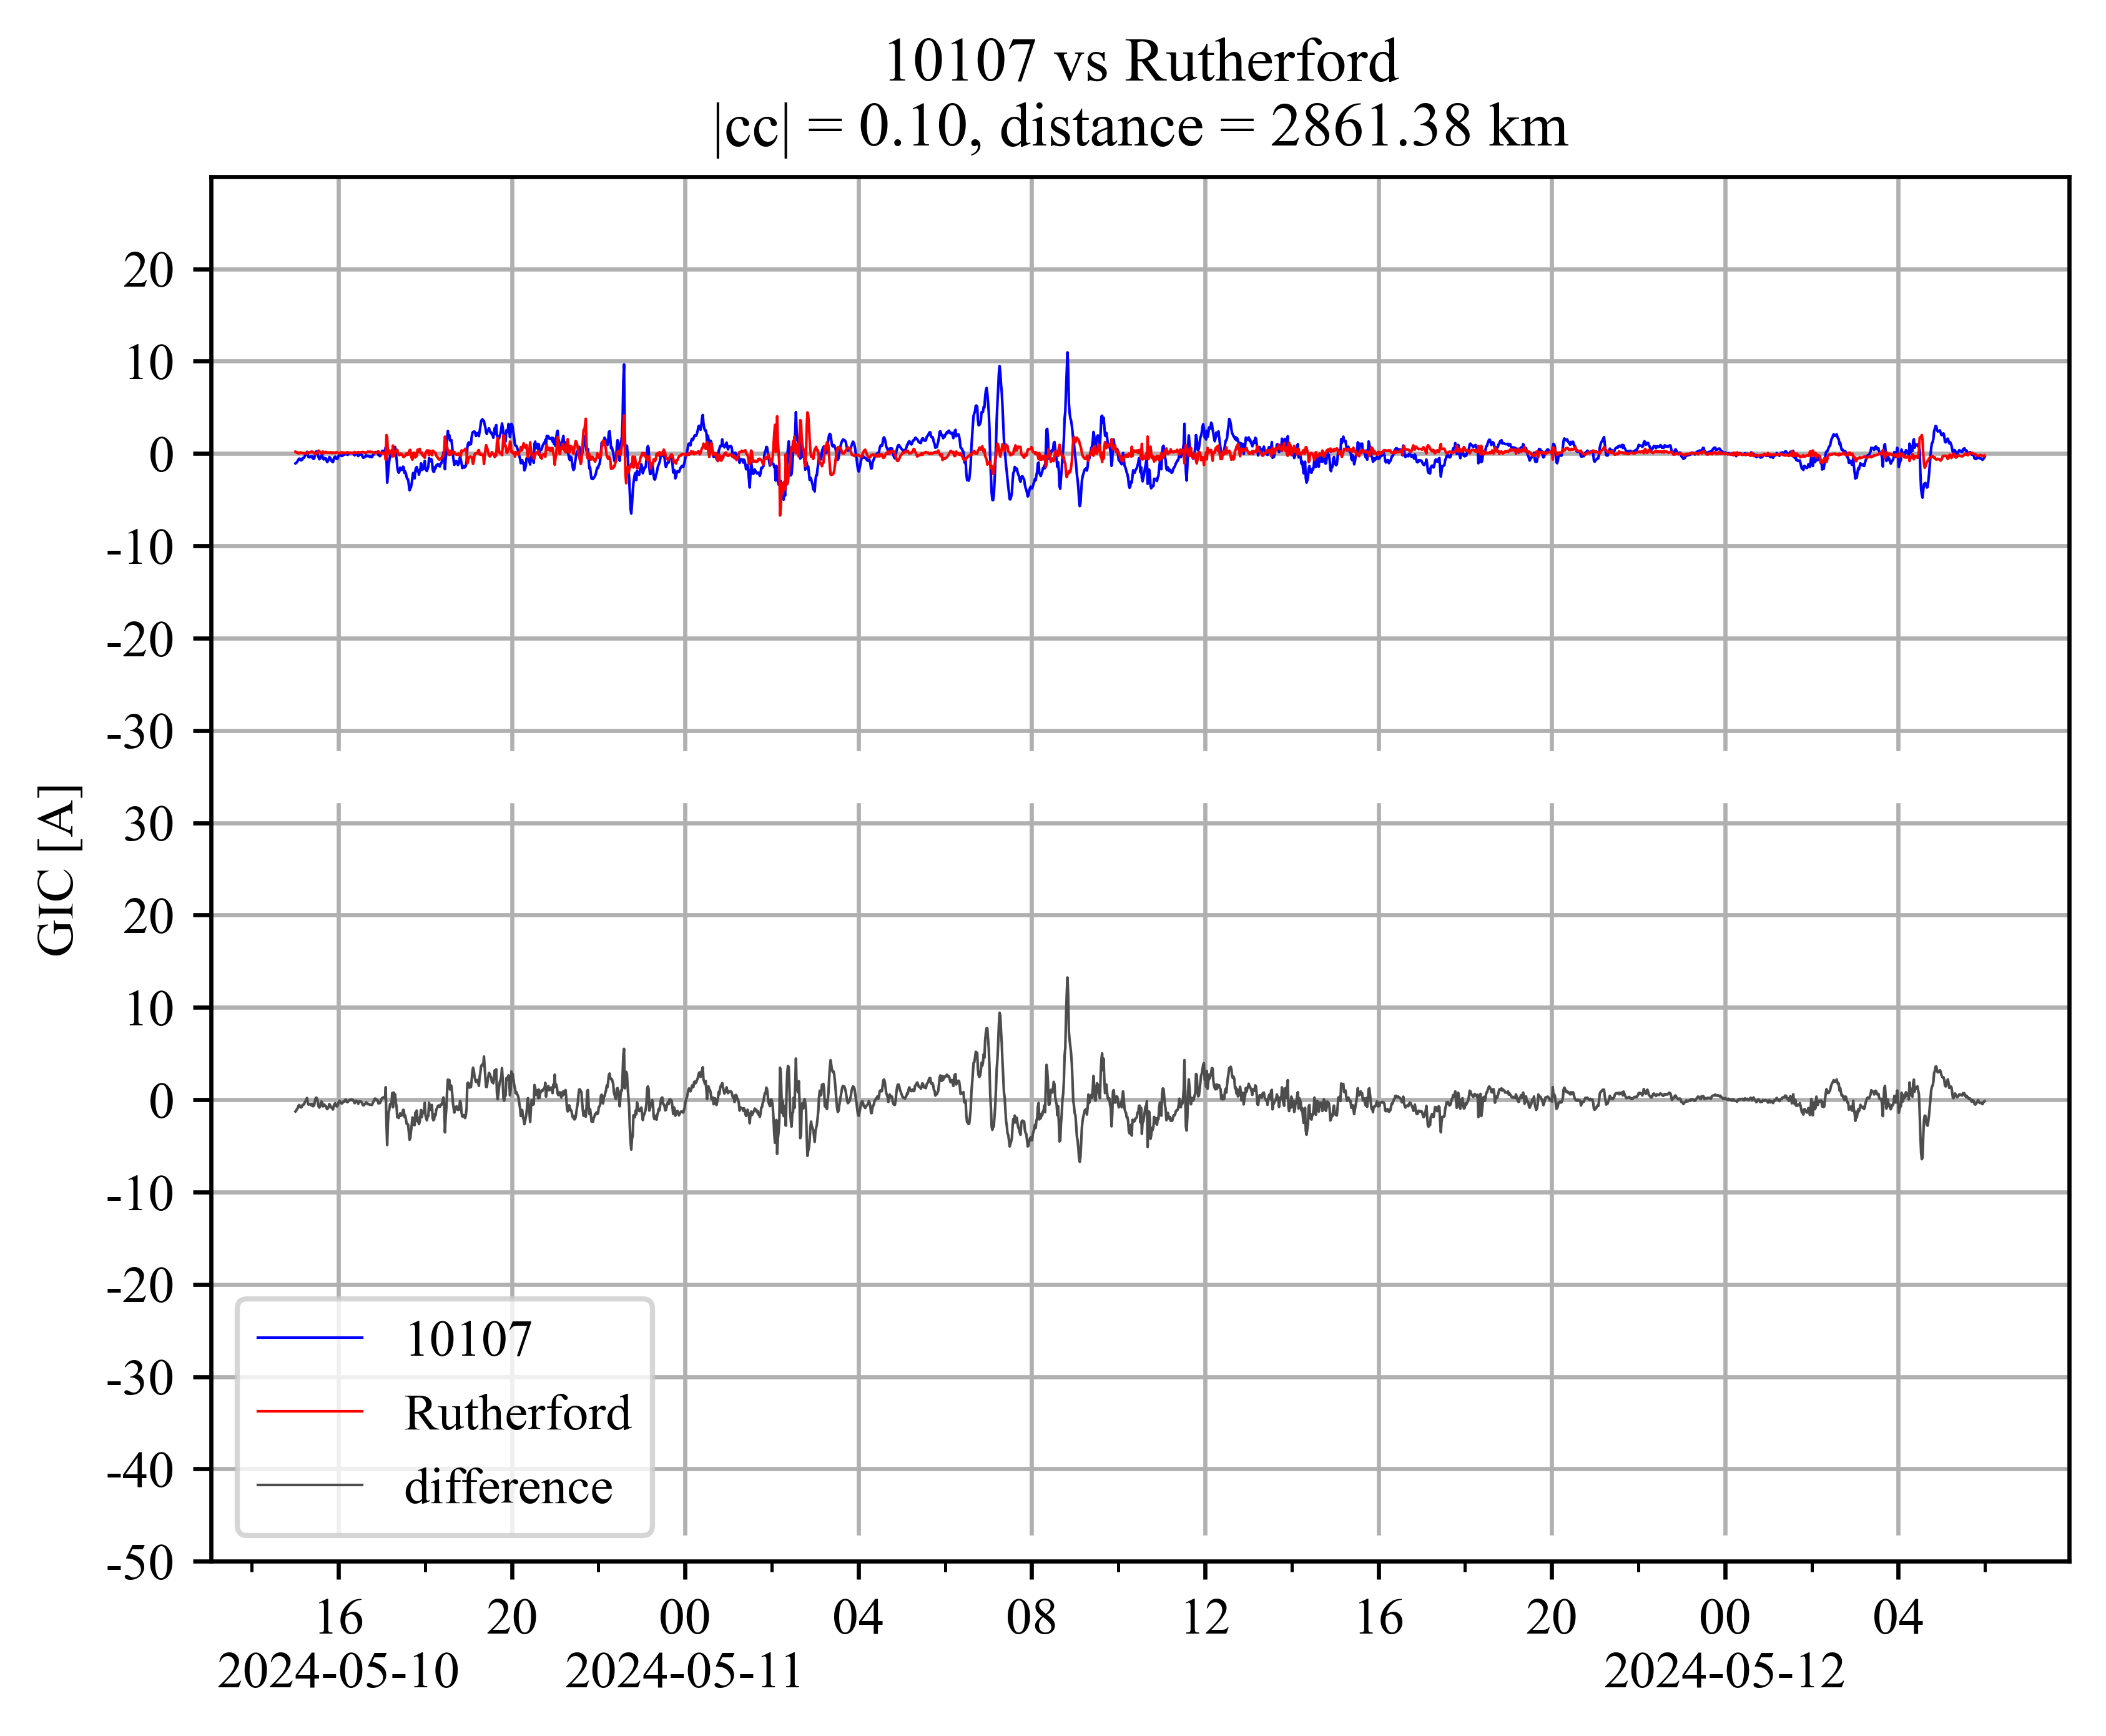 10107 vs Rutherford
|cc| = 0.10, distance = 2861.38 km
20
10
0
-10
-20
-30
30
20
10
0
-10
-20
-30
-40
-50
GIC [A]
10107
Rutherford
difference
16 20 00 04 08 12 16 20 00 04
2024-05-10 2024-05-11 2024-05-12